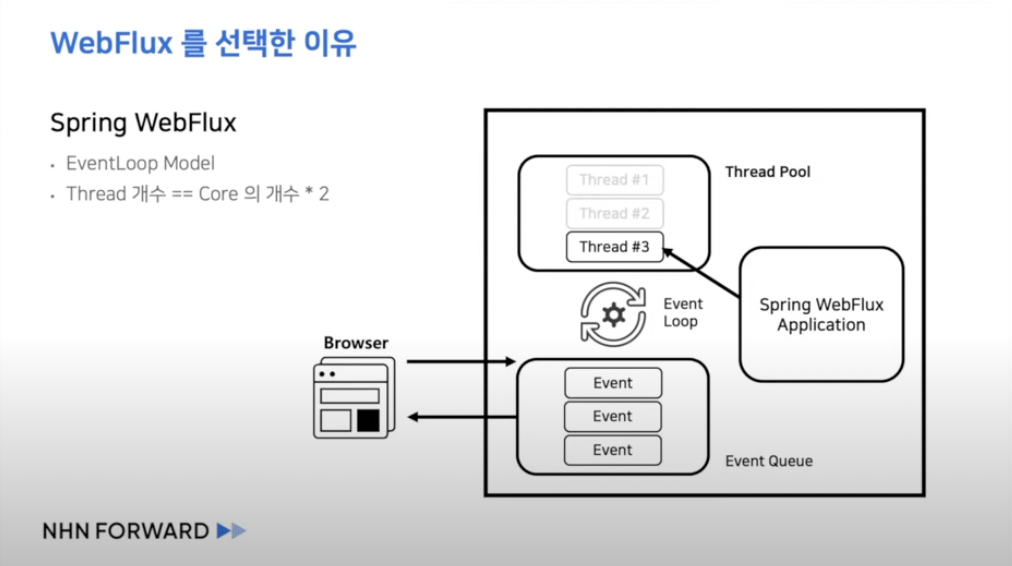 WebFlux 를 선택한 이유
Spring WebFlux
· EventLoop Model
· Thread 개수 == Core 의 개수 * 2
Thread #1
Thread #2
Thread #3
Thread Pool
Event
Loop
Spring WebFlux
Application
Browser
Event
Event
Event
Event Queue
NHN FORWARD